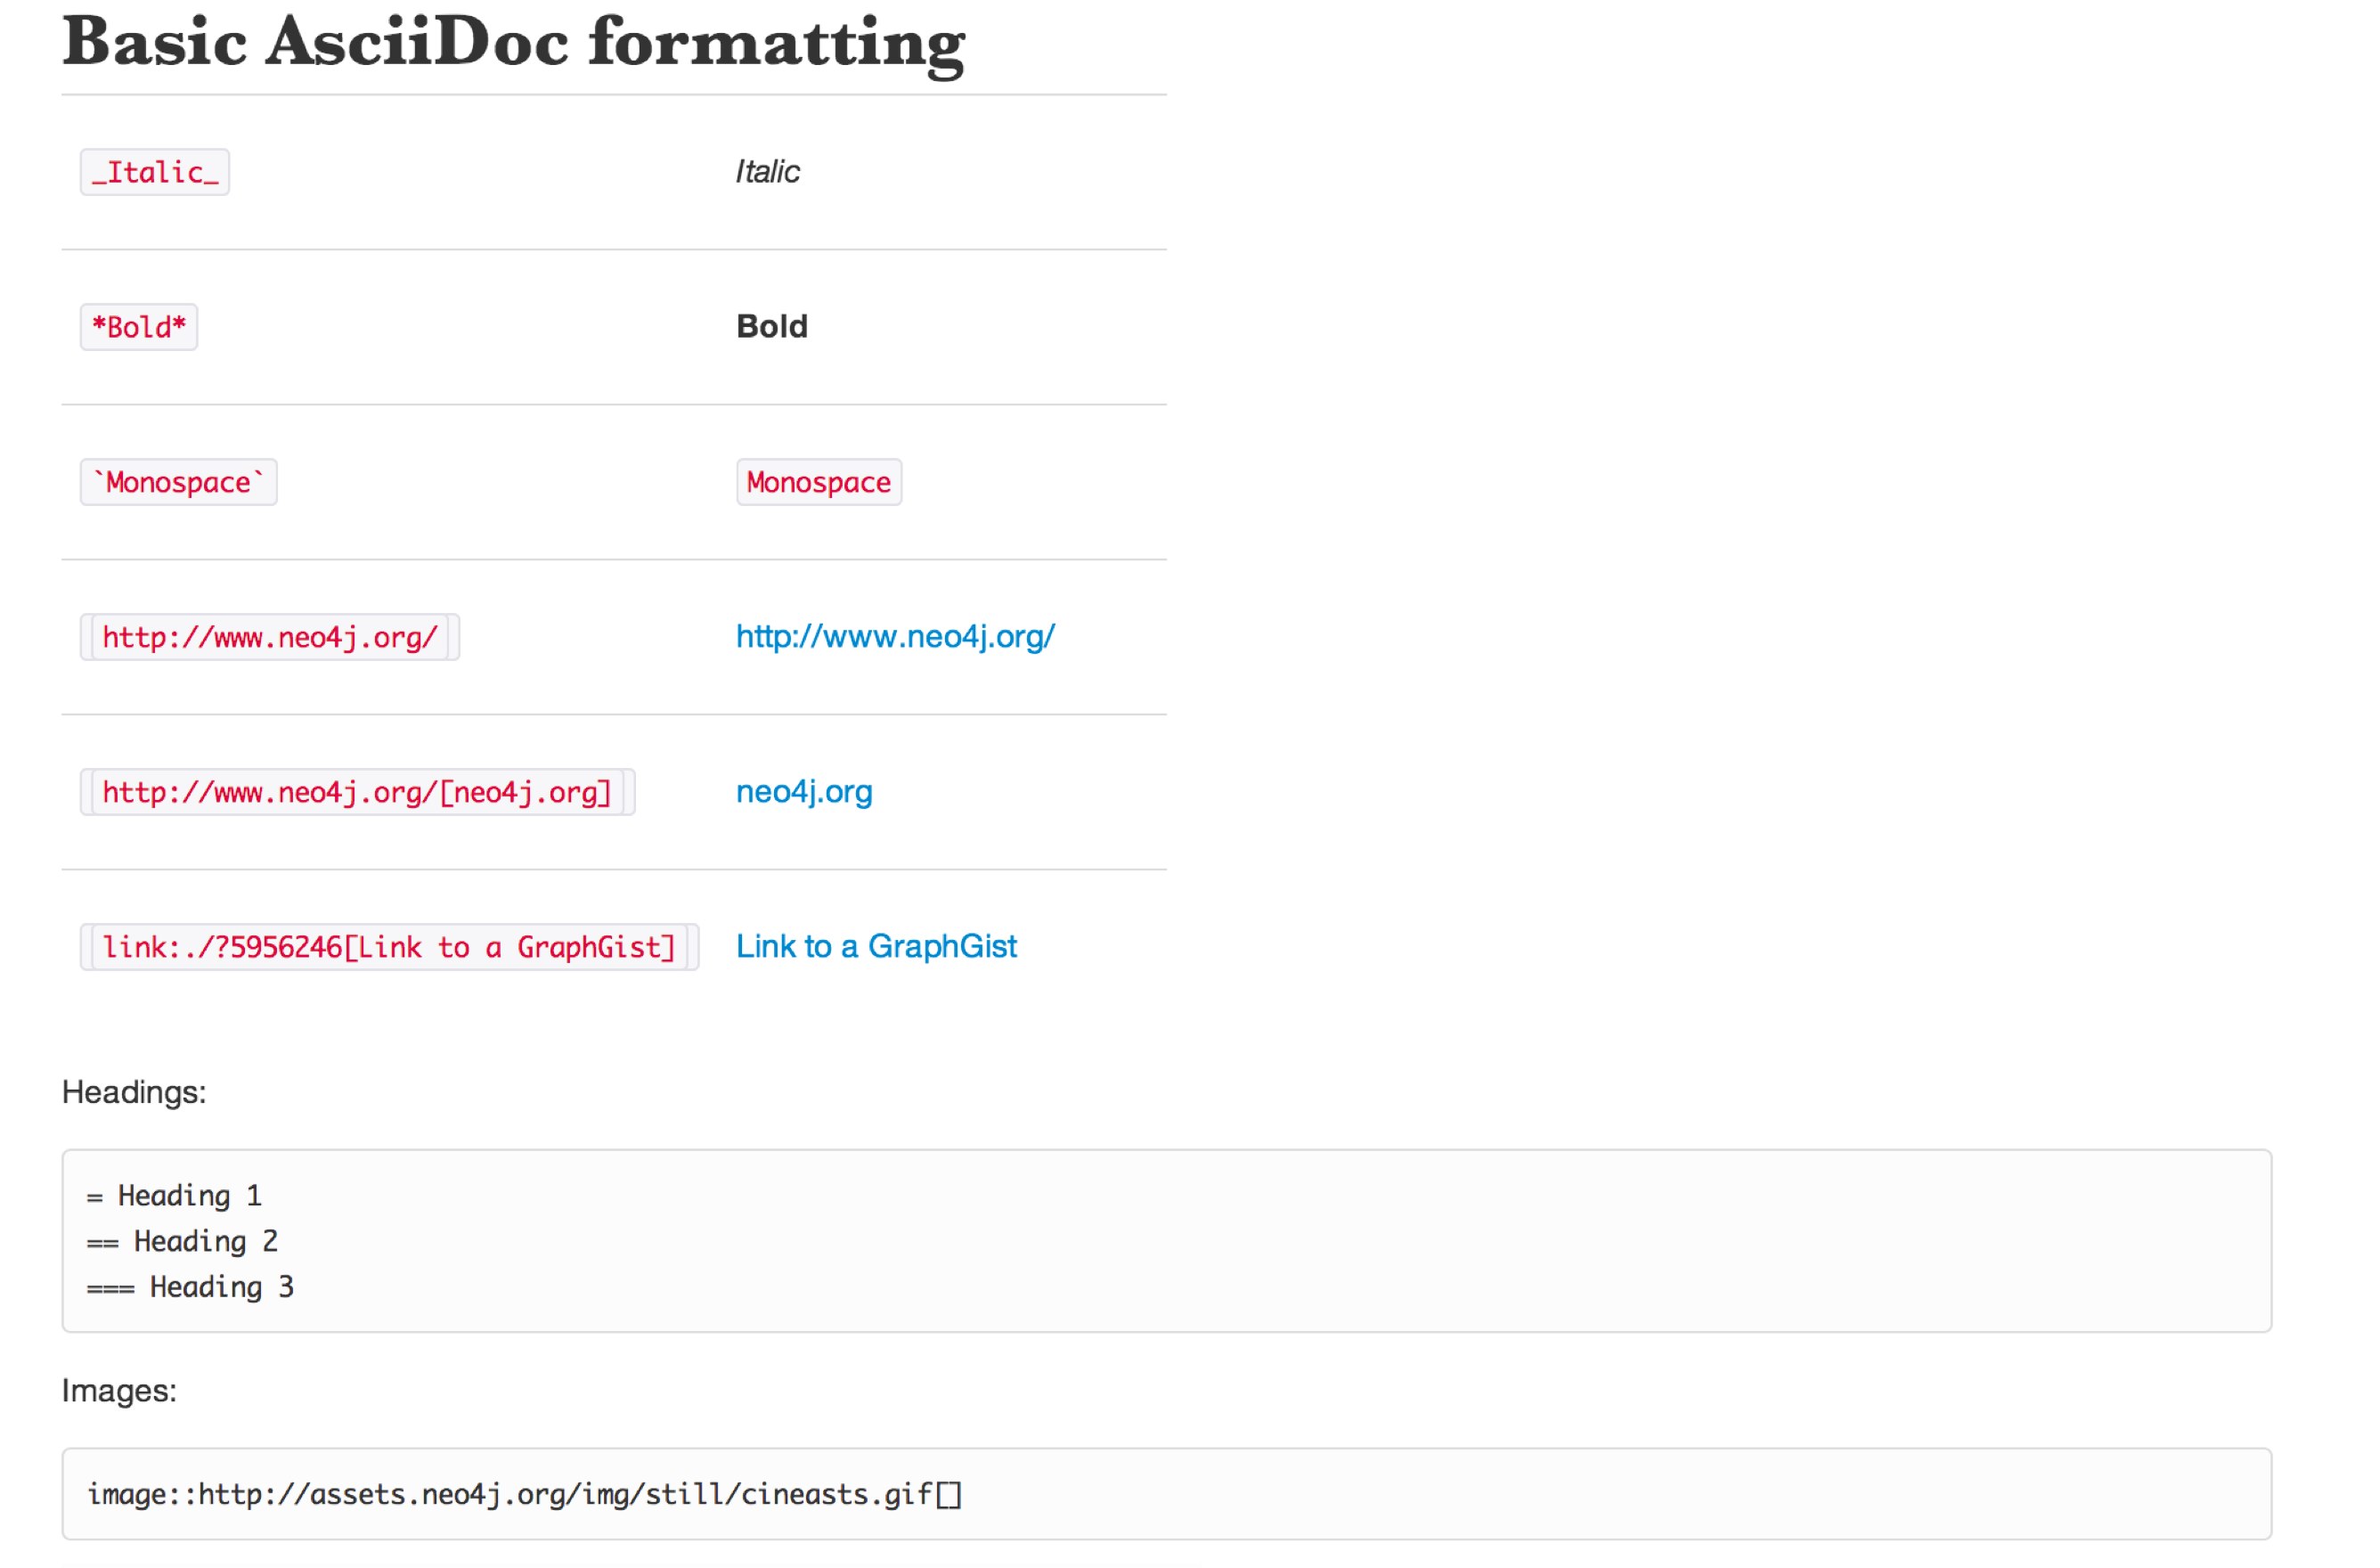 Basic AsciiDoc formatting
_Italic_ Italic
*Bold* Bold
`Monospace` Monospace
http://www.neo4j.org/ http://www.neo4j.org/
http://www.neo4j.org/[neo4j.org] neo4j.org
link:./?5956246[Link to a GraphGist] Link to a GraphGist
Headings:
= Heading 1
== Heading 2
=== Heading 3
Images:
image::http://assets.neo4j.org/img/still/cineasts.gif[]